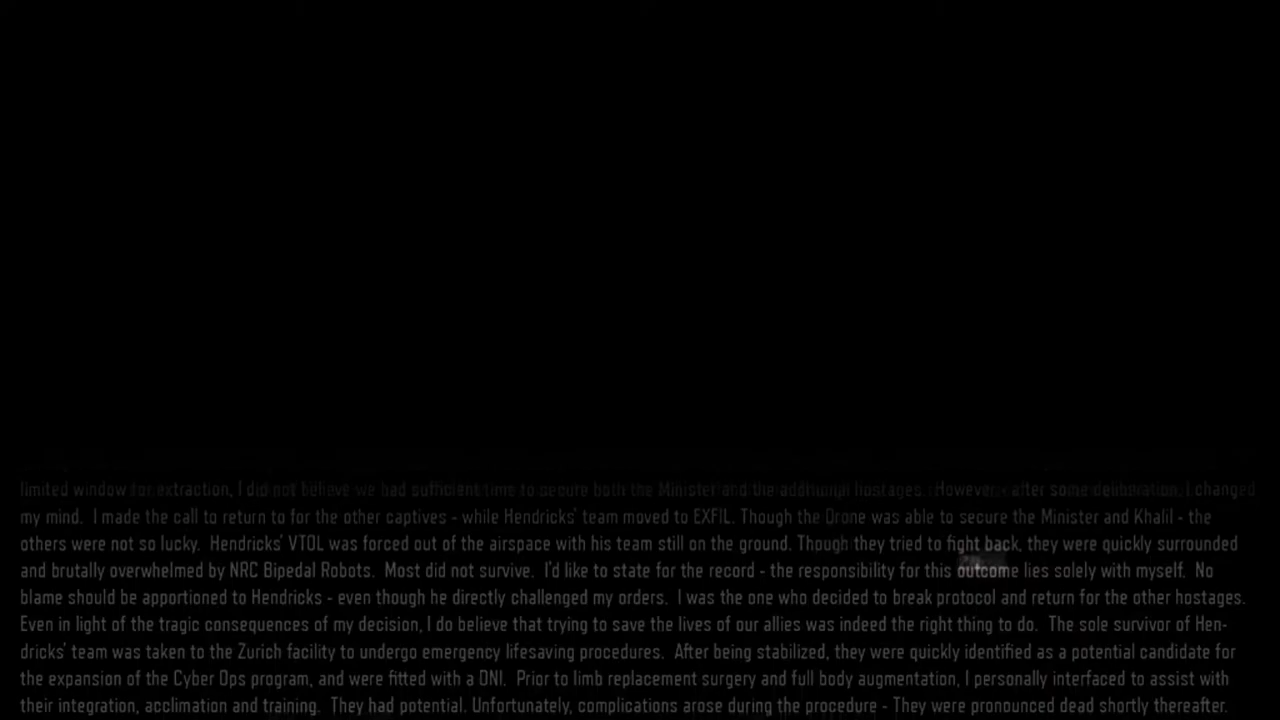 limited window for extraction, I did not believe we had sufficient time to secure both the Minister and the additional hostages. However - after some deliberation, I changed
my mind. I made the call to return to for the other captives - while Hendricks' team moved to EXFIL. Though the Drone was able to secure the Minister and Khalil - the
others were not so lucky. Hendricks' VTOL was forced out of the airspace with his team still on the ground. Though they tried to fight back, they were quickly surrounded
and brutally overwhelmed by NRC Bipedal Robots. Most did not survive. I'd like to state for the record - the responsibility for this outcome lies solely with myself. No
blame should be apportioned to Hendricks - even though he directly challenged my orders. I was the one who decided to break protocol and return for the other hostages.
Even in light of the tragic consequences of my decision, I do believe that trying to save the lives of our allies was indeed the right thing to do. The sole survivor of Hen-
dricks' team was taken to the Zurich facility to undergo emergency lifesaving procedures. After being stabilized, they were quickly identified as a potential candidate for
the expansion of the Cyber Ops program, and were fitted with a DNI. Prior to limb replacement surgery and full body augmentation, I personally interfaced to assist with
their integration, acclimation and training. They had potential. Unfortunately, complications arose during the procedure - They were pronounced dead shortly thereafter.